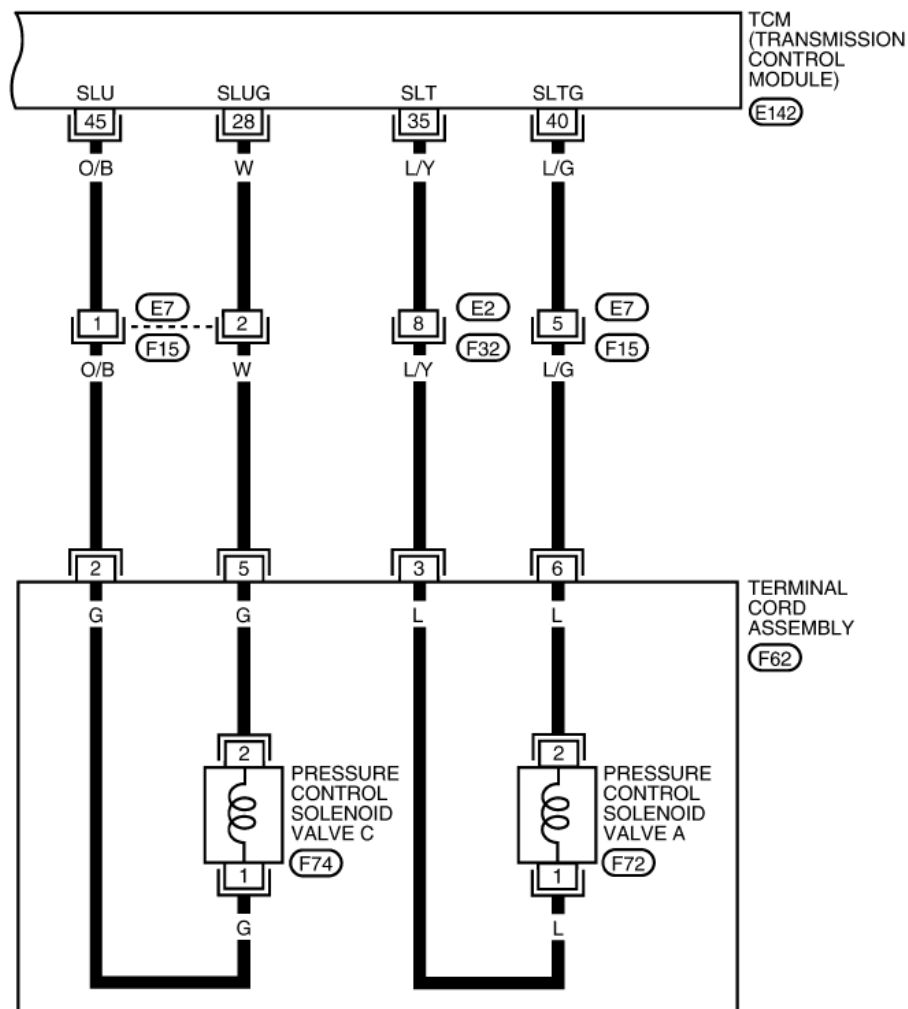 TCM
(TRANSMISSION
CONTROL
MODULE)
E142
SLU SLUG SLT SLTG
45 28 35 40
O/B W L/Y L/G
1 E7 F15 2 8 E2 F32 5 E7 F15
O/B W L/Y L/G
2 5 3 6
TERMINAL
CORD
ASSEMBLY
F62
G G L L
2
PRESSURE
CONTROL
SOLENOID
VALVE C
F74
1
G
2
PRESSURE
CONTROL
SOLENOID
VALVE A
F72
1
L